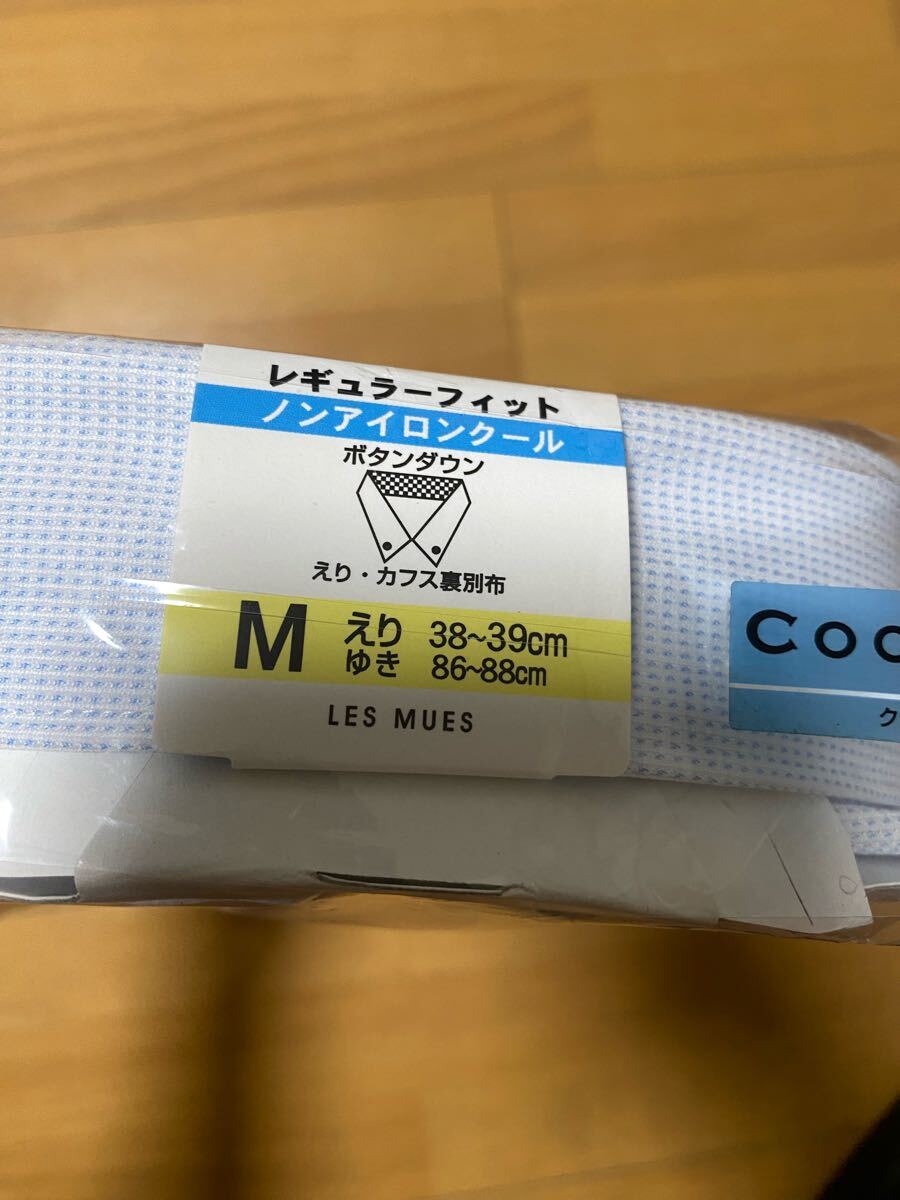 レギュラーフィット
ノンアイロンクール
ボタンダウン
えり・カフス裏別布
M えり 38~39cm
ゆき 86~88cm
LES MUES
COO
ク